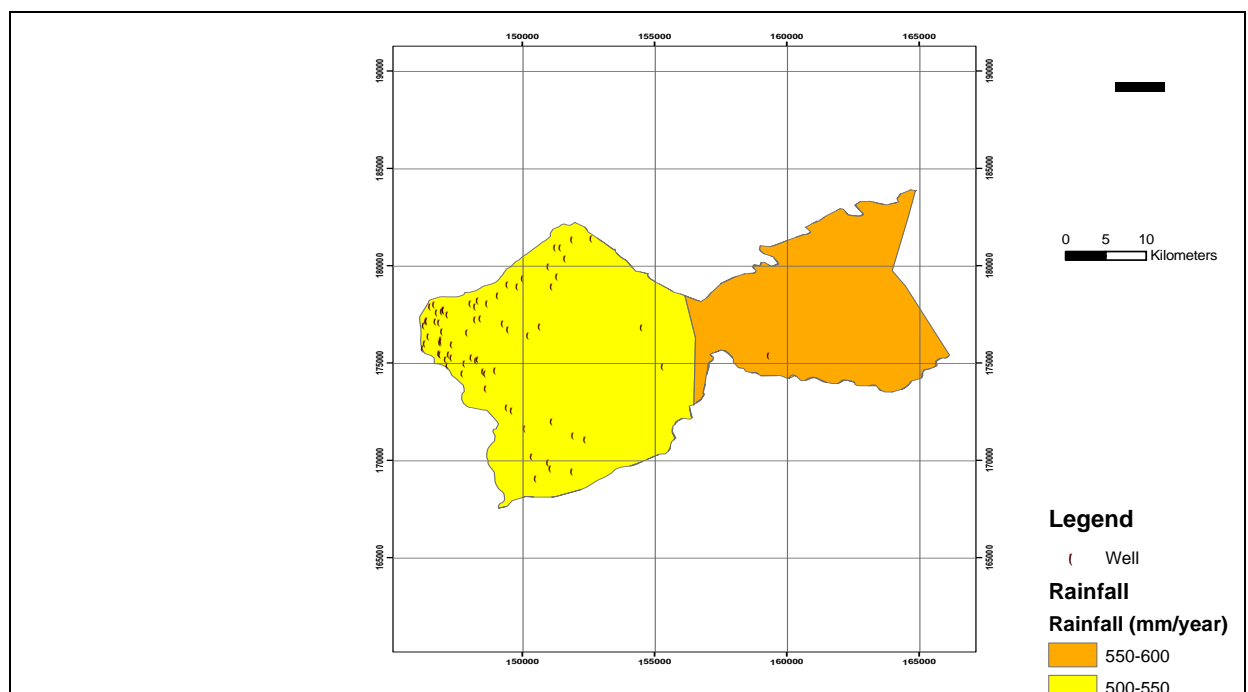 150000 155000 160000 165000
190000 190000
185000 185000
180000 180000
175000 175000
170000 170000
165000 165000
150000 155000 160000 165000
0 5 10
Kilometers
Legend
Well
Rainfall
Rainfall (mm/year)
550-600
500-550